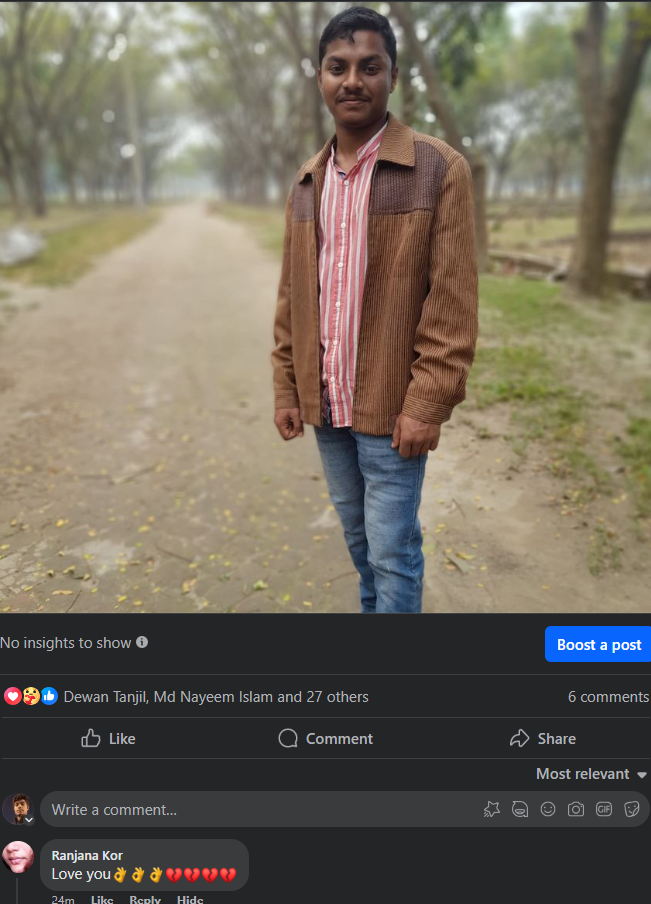 No insights to show
Boost a post
Dewan Tanjil, Md Nayeem Islam and 27 others
6 comments
Like
Comment
Share
Most relevant
Write a comment...
GIF
Ranjana Kor
Love you👌👌👌💔💔💔💔
24m Like Reply Hide